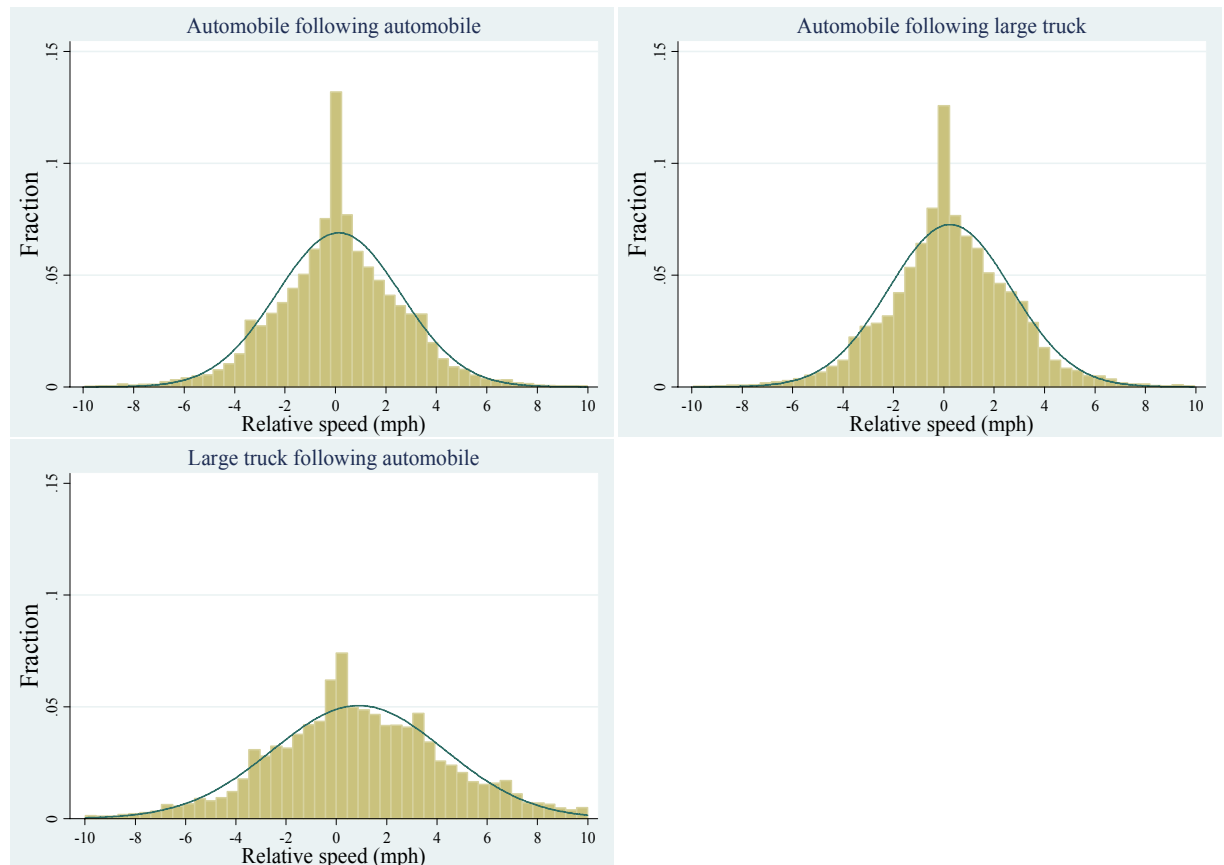 Automobile following automobile
.15
.1
.05
0
Fraction
-10 -8 -6 -4 -2 0 2 4 6 8 10
Relative speed (mph)
Automobile following large truck
.15
.1
.05
0
Fraction
-10 -8 -6 -4 -2 0 2 4 6 8 10
Relative speed (mph)
Large truck following automobile
.15
.1
.05
0
Fraction
-10 -8 -6 -4 -2 0 2 4 6 8 10
Relative speed (mph)